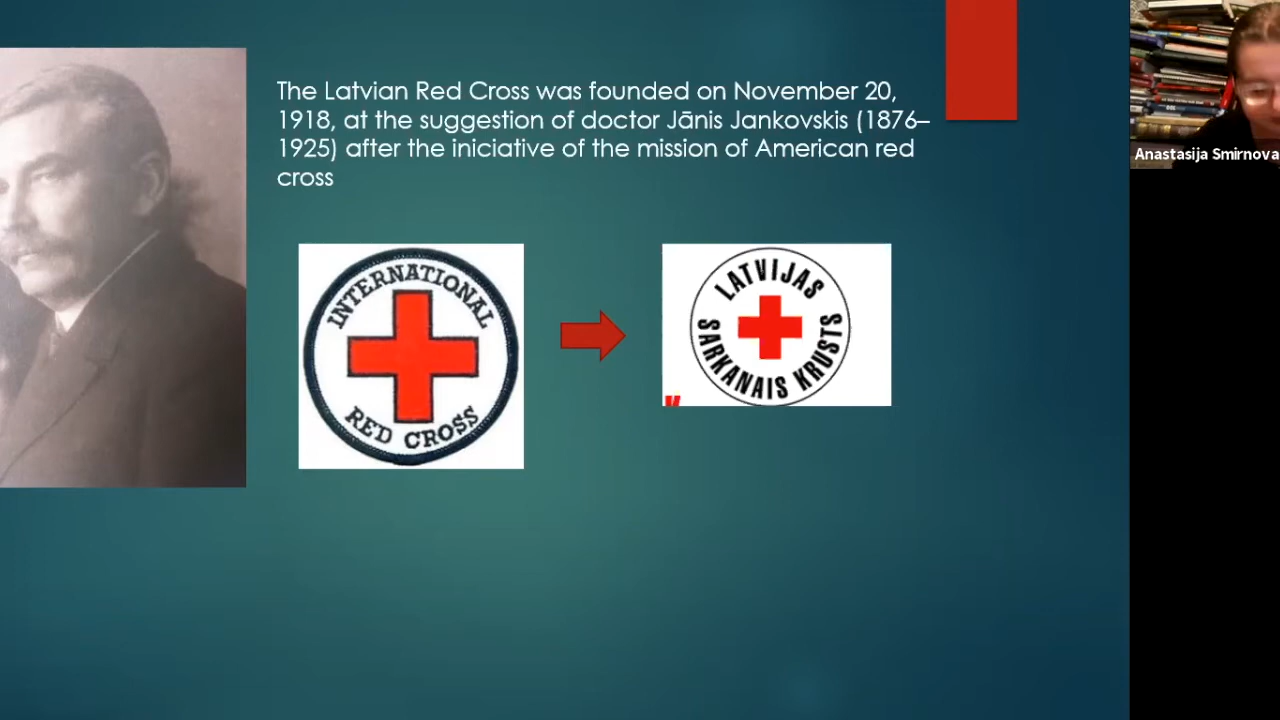 The Latvian Red Cross was founded on November 20,
1918, at the suggestion of doctor Jānis Jankovskis (1876–
1925) after the iniciative of the mission of American red
cross
INTERNATIONAL
RED CROSS
LATVIJAS
SARKANAIS KRUSTS
Anastasija Smirnova